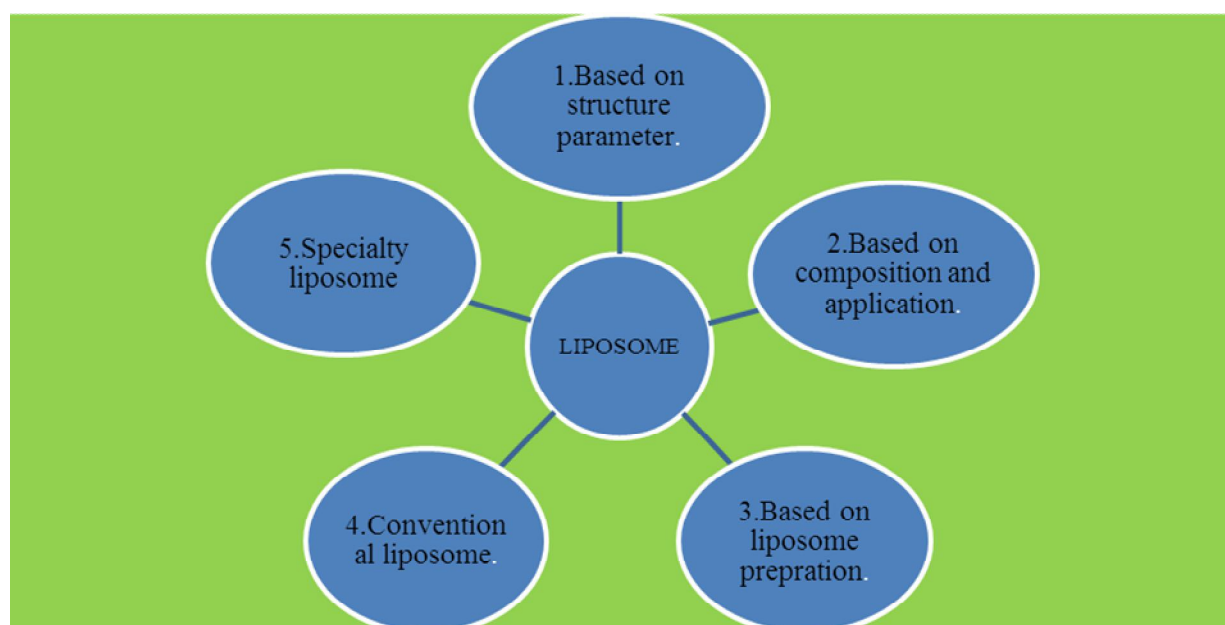 1.Based on
structure
parameter.
2.Based on
composition and
application.
3.Based on
liposome
prepration.
4.Convention
al liposome.
5.Specialty
liposome
LIPOSOME